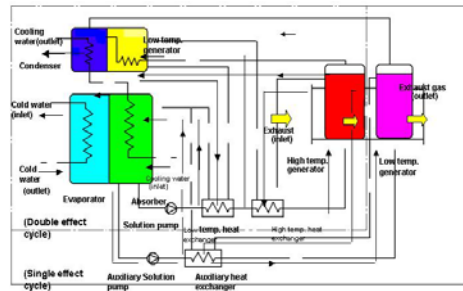 Cooling
water(outlet)
Low temp.
generator
Condenser
Cold water
(inlet)
Exhaust
(inlet)
Exhaust gas
(outlet)
High temp.
generator
Low temp.
generator
Cold
water
(outlet)
Cooling water
(inlet)
Evaporator
Absorber
Solution pump
(Double effect
cycle)
Low temp. heat
exchanger
High temp. heat
exchanger
(Single effect
cycle)
Auxiliary Solution
pump
Auxiliary heat
exchanger